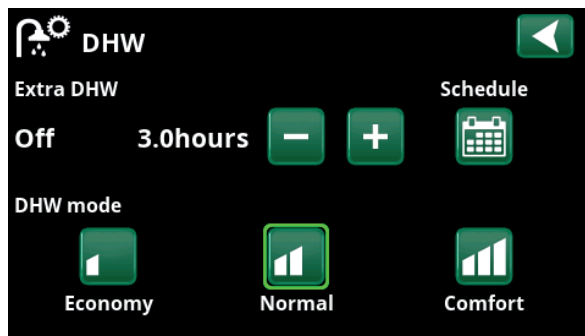 DHW
Extra DHW Schedule
Off 3.0hours
DHW mode
Economy Normal Comfort